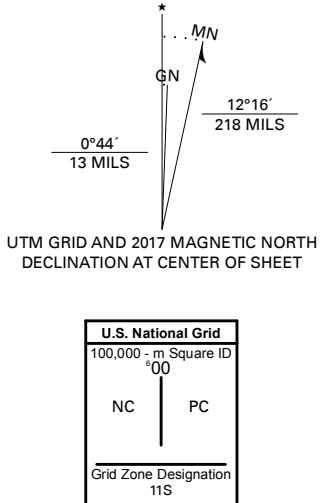 ★
MN
GN
12°16´
218 MILS
0°44´
13 MILS
UTM GRID AND 2017 MAGNETIC NORTH
DECLINATION AT CENTER OF SHEET
U.S. National Grid
100,000 - m Square ID
⁶00
NC PC
Grid Zone Designation
11S